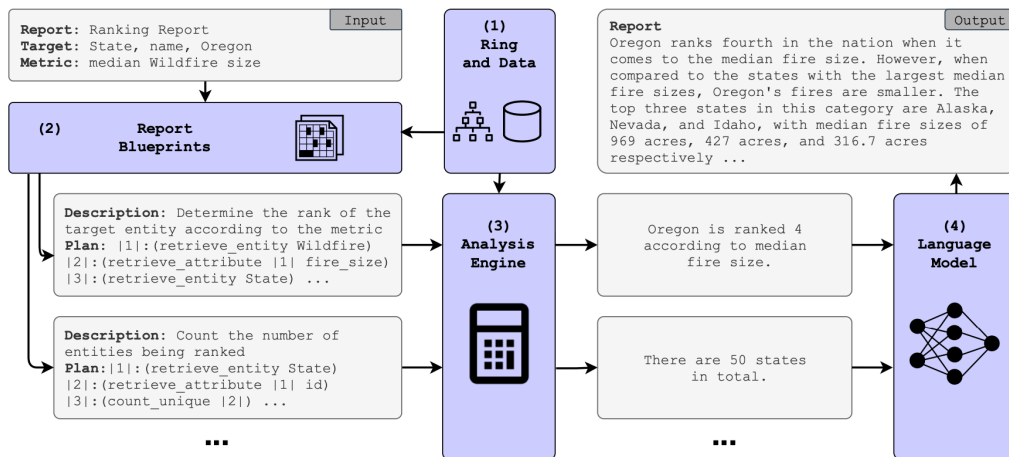 Input
Report: Ranking Report
Target: State, name, Oregon
Metric: median Wildfire size
(1)
Ring
and Data
Output
Report
Oregon ranks fourth in the nation when it
comes to the median fire size. However, when
compared to the states with the largest median
fire sizes, Oregon's fires are smaller. The
top three states in this category are Alaska,
Nevada, and Idaho, with median fire sizes of
969 acres, 427 acres, and 316.7 acres
respectively ...
(2)
Report
Blueprints
Description: Determine the rank of the
target entity according to the metric
Plan: |1|:(retrieve_entity Wildfire)
|2|:(retrieve_attribute |1| fire_size)
|3|:(retrieve_entity State) ...
(3)
Analysis
Engine
Oregon is ranked 4
according to median
fire size.
(4)
Language
Model
Description: Count the number of
entities being ranked
Plan:|1|:(retrieve_entity State)
|2|:(retrieve_attribute |1| id)
|3|:(count_unique |2|) ...
There are 50 states
in total.
...
...